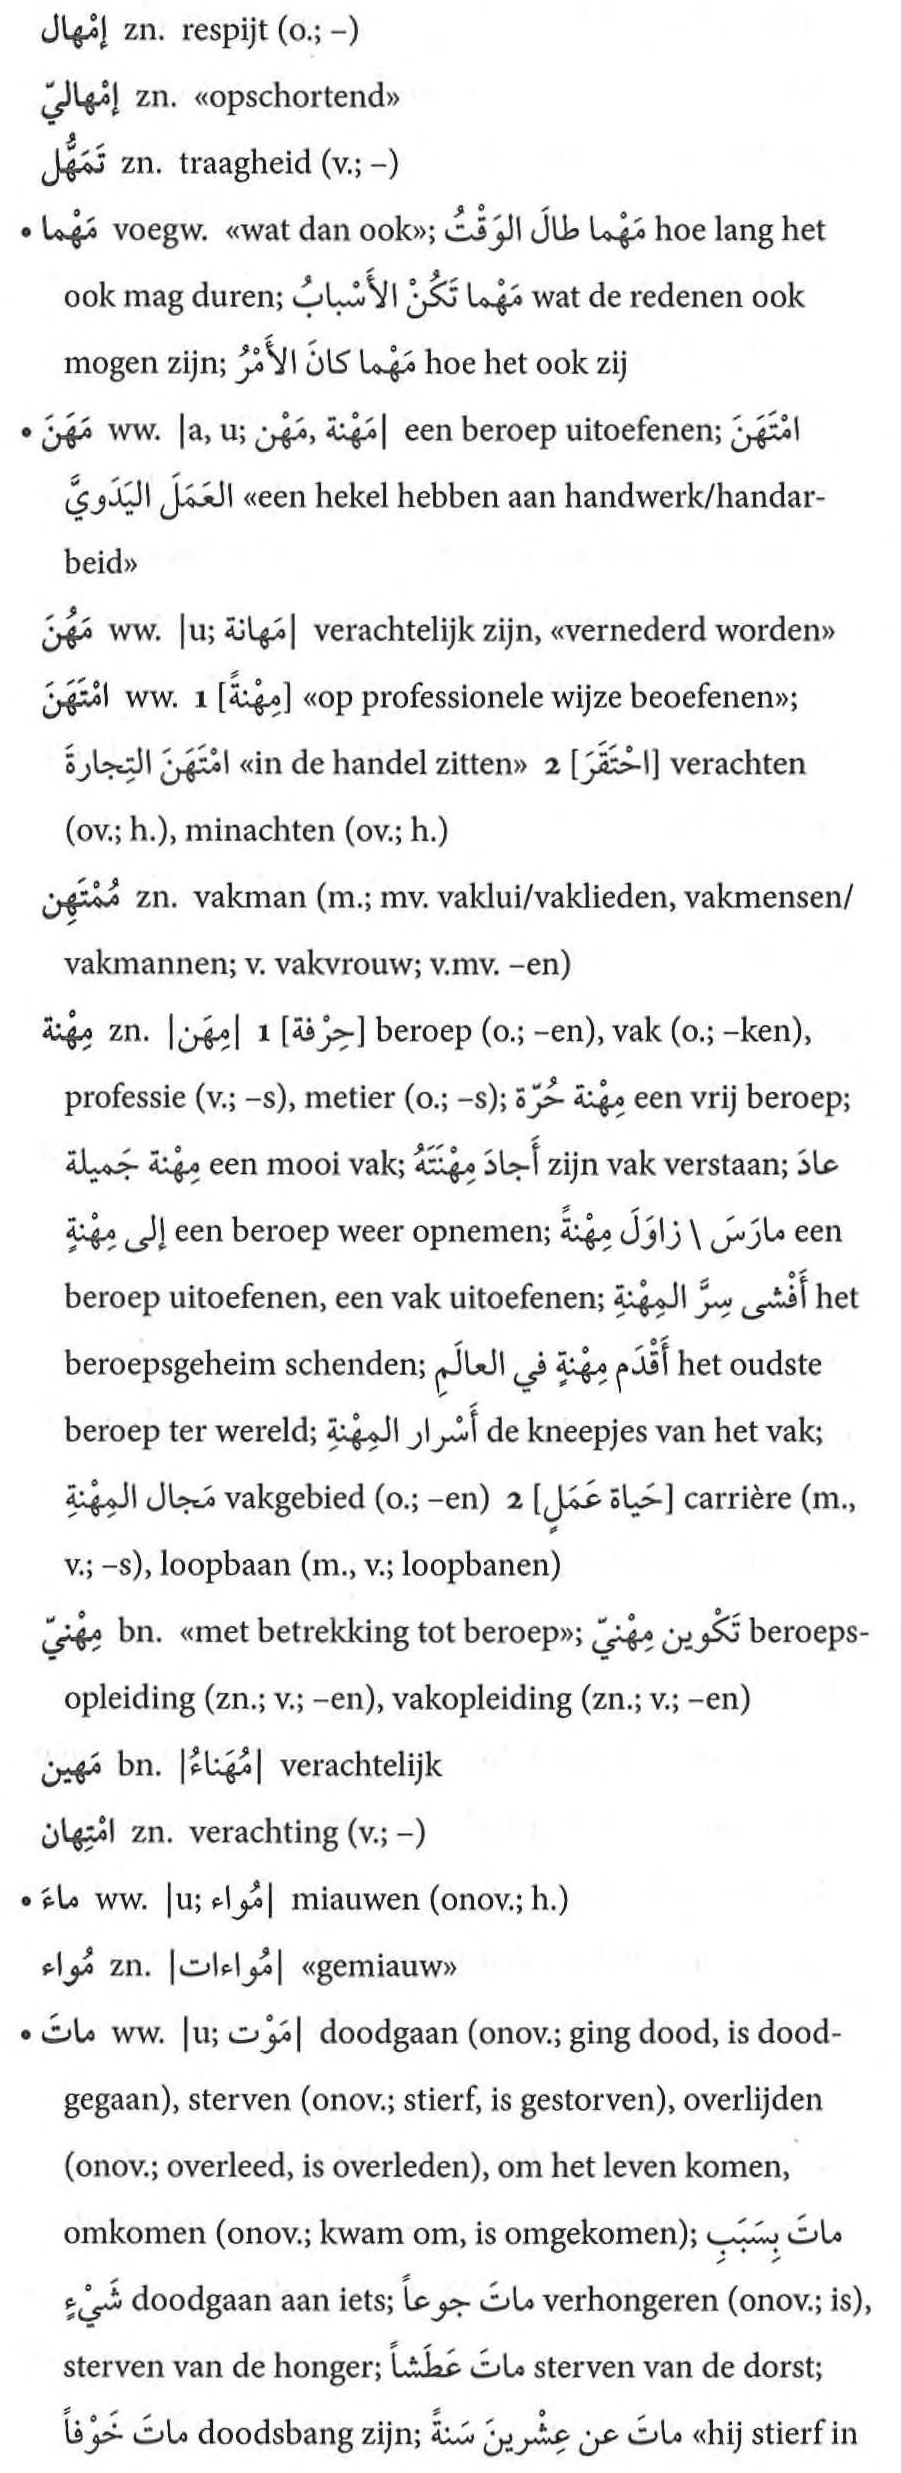 إمْهال zn. respijt (o.; –)
إمْهاليّ zn. «opschortend»
تَمَهُّل zn. traagheid (v.; –)
• مَهْما voegw. «wat dan ook»; مَهْما طالَ الوَقْتُ hoe lang het
ook mag duren; مَهْما تَكُنْ الأَسْبابُ wat de redenen ook
mogen zijn; مَهْما كانَ الأَمْرُ hoe het ook zij
• مَهَنَ ww. |a, u; مَهْن, مَهْنة| een beroep uitoefenen; امْتَهَنَ
العَمَلَ اليَدَويَّ «een hekel hebben aan handwerk/handar-
beid»
مَهُنَ ww. |u; مَهانة| verachtelijk zijn, «vernederd worden»
امْتَهَنَ ww. 1 [مِهْنةً] «op professionele wijze beoefenen»;
امْتَهَنَ التِجارةَ «in de handel zitten» 2 [احْتَقَرَ] verachten
(ov.; h.), minachten (ov.; h.)
مُمْتَهِن zn. vakman (m.; mv. vaklui/vaklieden, vakmensen/
vakmannen; v. vakvrouw; v.mv. –en)
مِهْنة zn. |مِهَن| 1 [حِرْفة] beroep (o.; –en), vak (o.; –ken),
professie (v.; –s), metier (o.; –s); مِهْنة حُرّة een vrij beroep;
مِهْنة جَميلة een mooi vak; أَجادَ مِهْنَتَهُ zijn vak verstaan; عادَ
إلى مِهْنةٍ een beroep weer opnemen; مارَسَ \ زاوَلَ مِهْنةً een
beroep uitoefenen, een vak uitoefenen; أَفْشى سِرَّ المِهْنةِ het
beroepsgeheim schenden; أَقْدَم مِهْنةٍ في العالَمِ het oudste
beroep ter wereld; أَسْرار المِهْنةِ de kneepjes van het vak;
مَجال المِهْنةِ vakgebied (o.; –en) 2 [حَياة عَمَلٍ] carrière (m.,
v.; –s), loopbaan (m., v.; loopbanen)
مِهْنيّ bn. «met betrekking tot beroep»; تَكْوين مِهْنيّ beroeps-
opleiding (zn.; v.; –en), vakopleiding (zn.; v.; –en)
مَهين bn. |مُهَناءُ| verachtelijk
امْتِهان zn. verachting (v.; –)
• ماءَ ww. |u; مُواء| miauwen (onov.; h.)
مُواء zn. |مُواءات| «gemiauw»
• ماتَ ww. |u; مَوْت| doodgaan (onov.; ging dood, is dood-
gegaan), sterven (onov.; stierf, is gestorven), overlijden
(onov.; overleed, is overleden), om het leven komen,
omkomen (onov.; kwam om, is omgekomen); ماتَ بِسَبَبِ
شَيْءٍ doodgaan aan iets; ماتَ جوعاً verhongeren (onov.; is),
sterven van de honger; ماتَ عَطَشاً sterven van de dorst;
ماتَ خَوْفاً doodsbang zijn; ماتَ عن عِشْرينَ سَنةً «hij stierf in